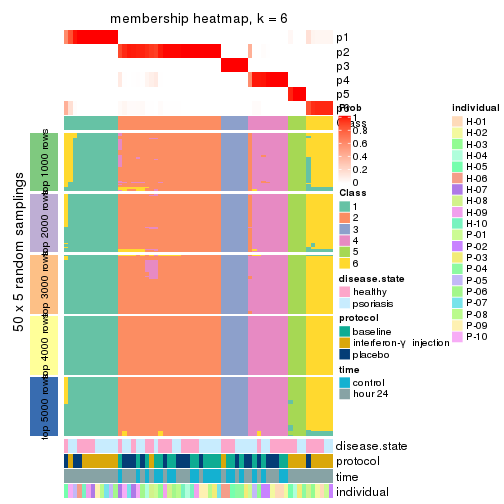 membership heatmap, k = 6
p1
p2
p3
p4
p5
50 x 5 random samplings
top 1000 rows
top 2000 rows
top 3000 rows
top 4000 rows
top 5000 rows
disease.state
protocol
time
individual
Prob
1
0.8
0.6
0.4
0.2
0
Class
1
2
3
4
5
6
disease.state
healthy
psoriasis
protocol
baseline
interferon-γ injection
placebo
time
control
hour 24
individual
H-01
H-02
H-03
H-04
H-05
H-06
H-07
H-08
H-09
H-10
P-01
P-02
P-03
P-04
P-05
P-06
P-07
P-08
P-09
P-10